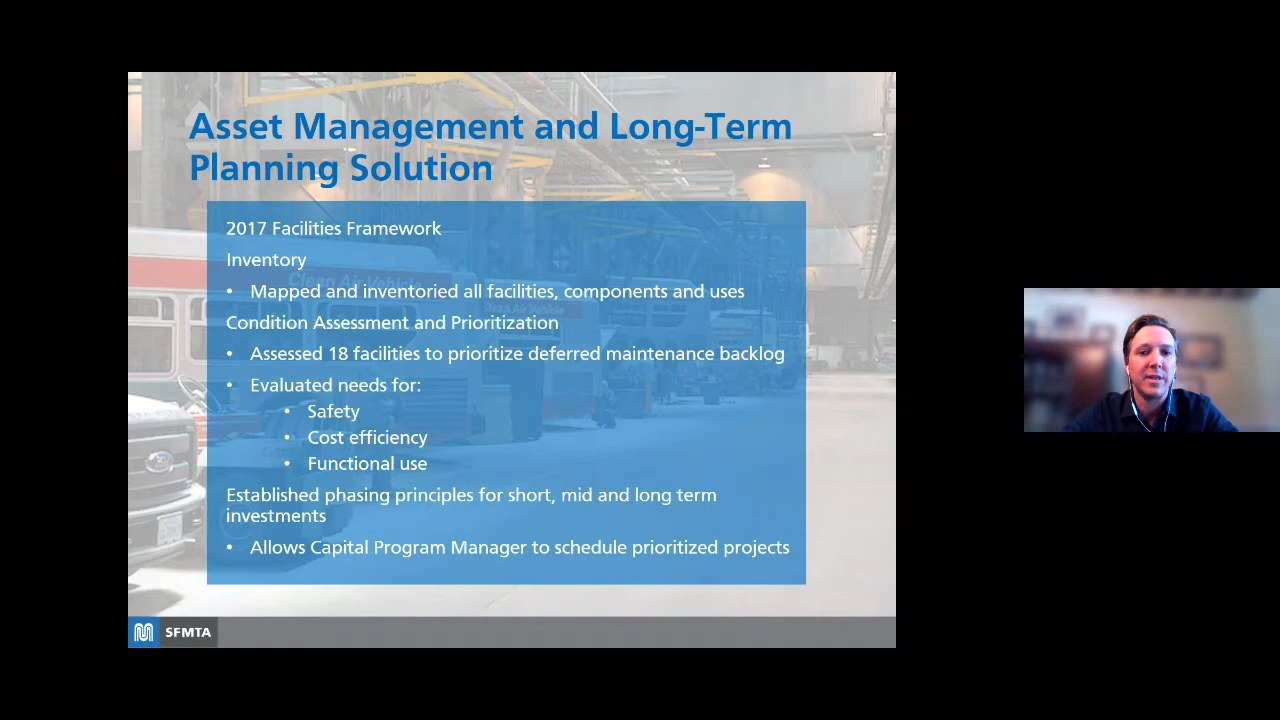 Asset Management and Long-Term
Planning Solution
2017 Facilities Framework
Inventory
• Mapped and inventoried all facilities, components and uses
Condition Assessment and Prioritization
• Assessed 18 facilities to prioritize deferred maintenance backlog
• Evaluated needs for:
• Safety
• Cost efficiency
• Functional use
Established phasing principles for short, mid and long term
investments
• Allows Capital Program Manager to schedule prioritized projects
SFMTA
Clean Air Vehicle